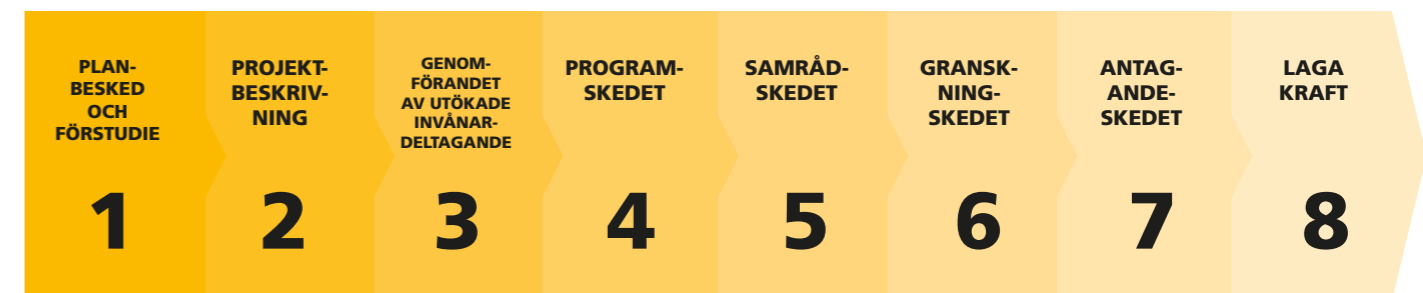 PLAN-
BESKED
OCH
FÖRSTUDIE
1
PROJEKT-
BESKRIV-
NING
2
GENOM-
FÖRANDET
AV UTÖKADE
INVÅNAR-
DELTAGANDE
3
PROGRAM-
SKEDET
4
SAMRÅD-
SKEDET
5
GRANSK-
NING-
SKEDET
6
ANTAG-
ANDE-
SKEDET
7
LAGA
KRAFT
8